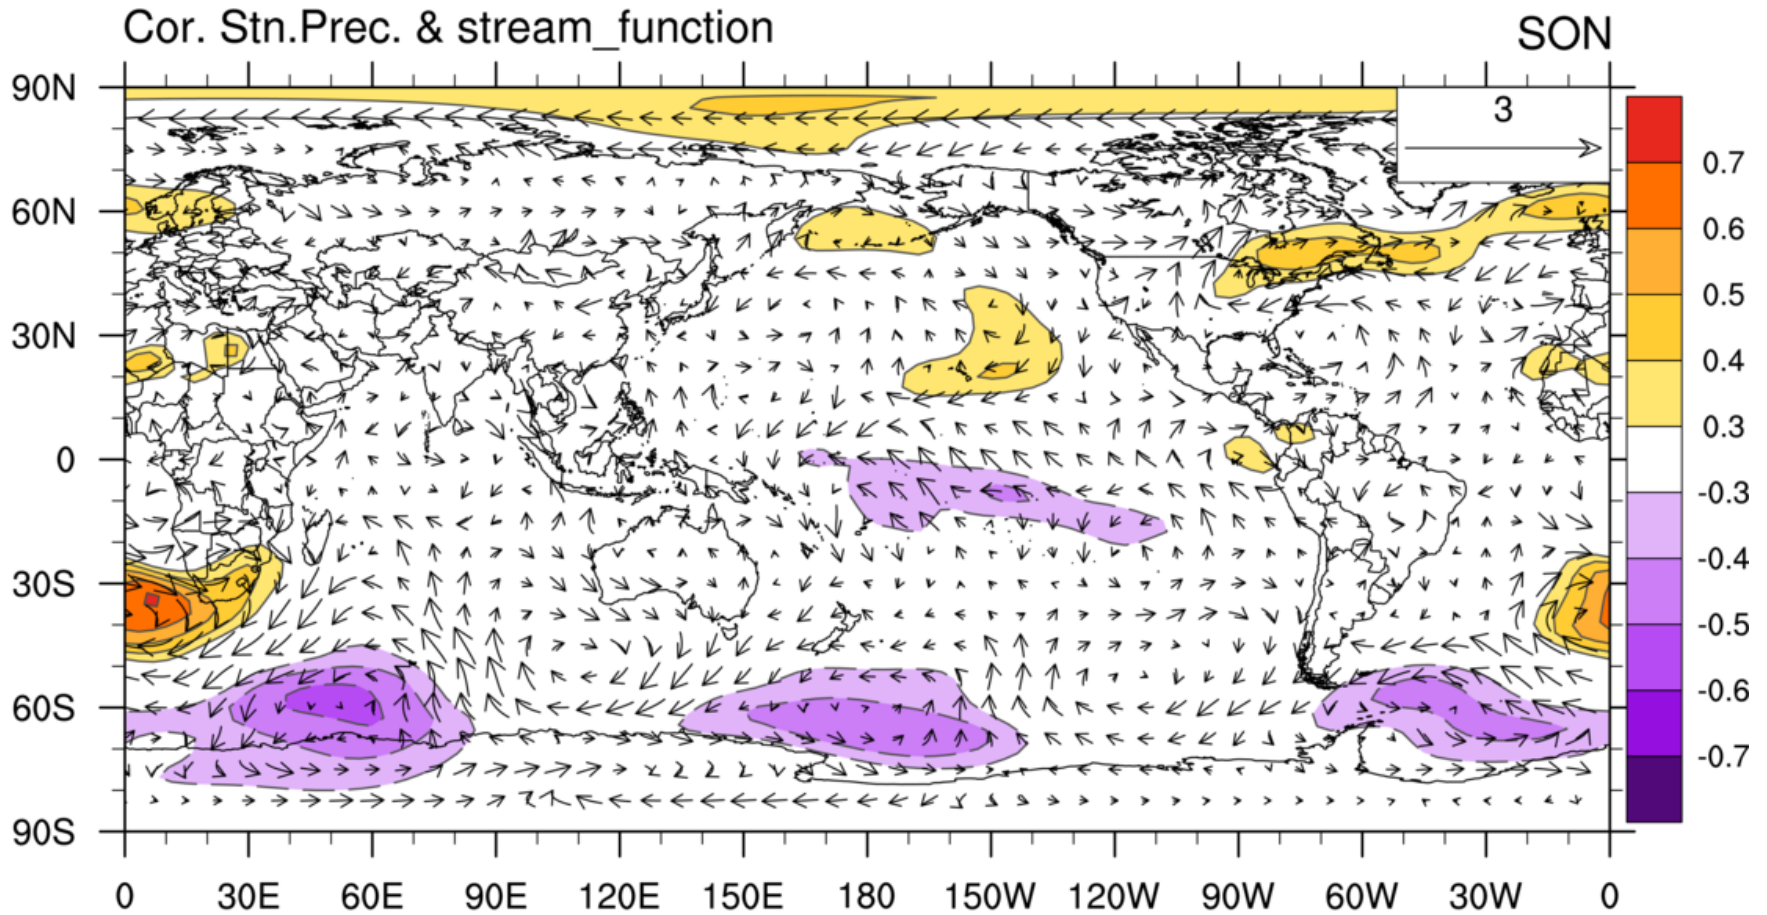 Cor. Stn.Prec. & stream_function
SON
3
90N
60N
30N
0
30S
60S
90S
0 30E 60E 90E 120E 150E 180 150W 120W 90W 60W 30W 0
0.7
0.6
0.5
0.4
0.3
-0.3
-0.4
-0.5
-0.6
-0.7